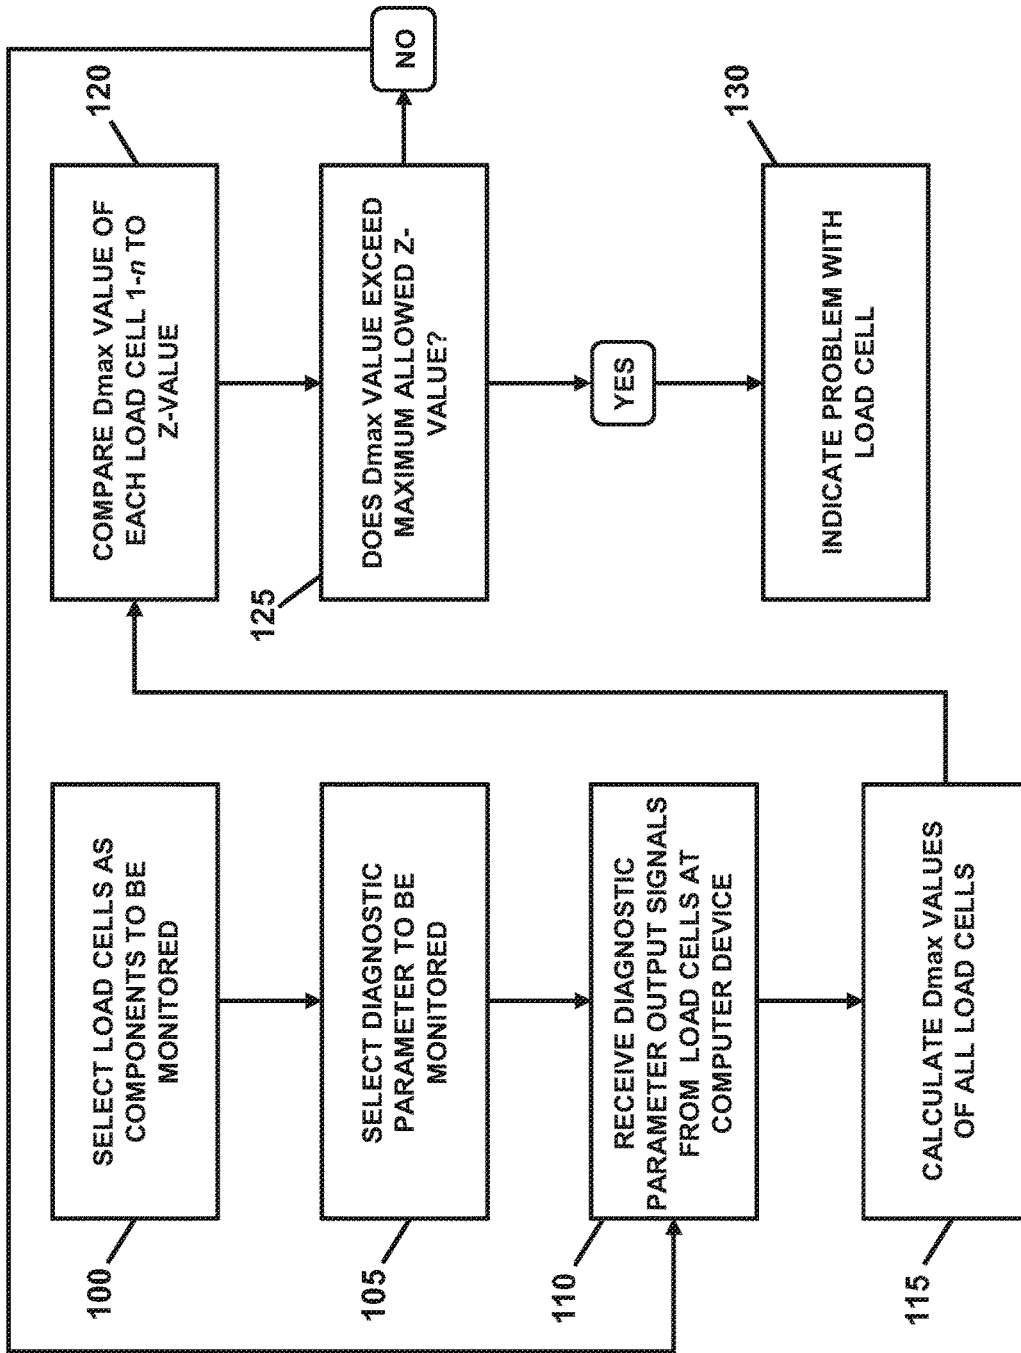 100
SELECT LOAD CELLS AS
COMPONENTS TO BE
MONITORED
105
SELECT DIAGNOSTIC
PARAMETER TO BE
MONITORED
110
RECEIVE DIAGNOSTIC
PARAMETER OUTPUT SIGNALS
FROM LOAD CELLS AT
COMPUTER DEVICE
115
CALCULATE Dmax VALUES
OF ALL LOAD CELLS
120
COMPARE Dmax VALUE OF
EACH LOAD CELL 1-n TO
Z-VALUE
125
DOES Dmax VALUE EXCEED
MAXIMUM ALLOWED Z-
VALUE?
NO
YES
130
INDICATE PROBLEM WITH
LOAD CELL